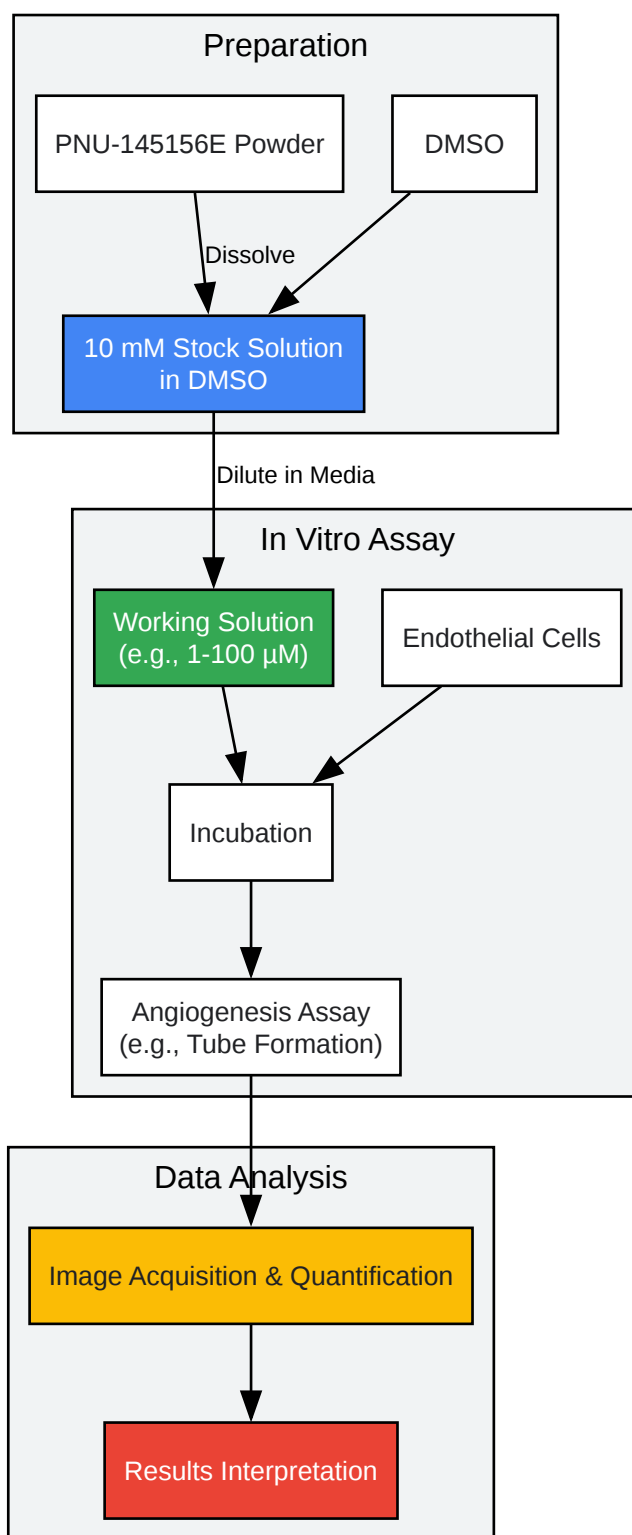 Preparation
PNU-145156E Powder
DMSO
Dissolve
10 mM Stock Solution
in DMSO
Dilute in Media
In Vitro Assay
Working Solution
(e.g., 1-100 µM)
Endothelial Cells
Incubation
Angiogenesis Assay
(e.g., Tube Formation)
Data Analysis
Image Acquisition & Quantification
Results Interpretation